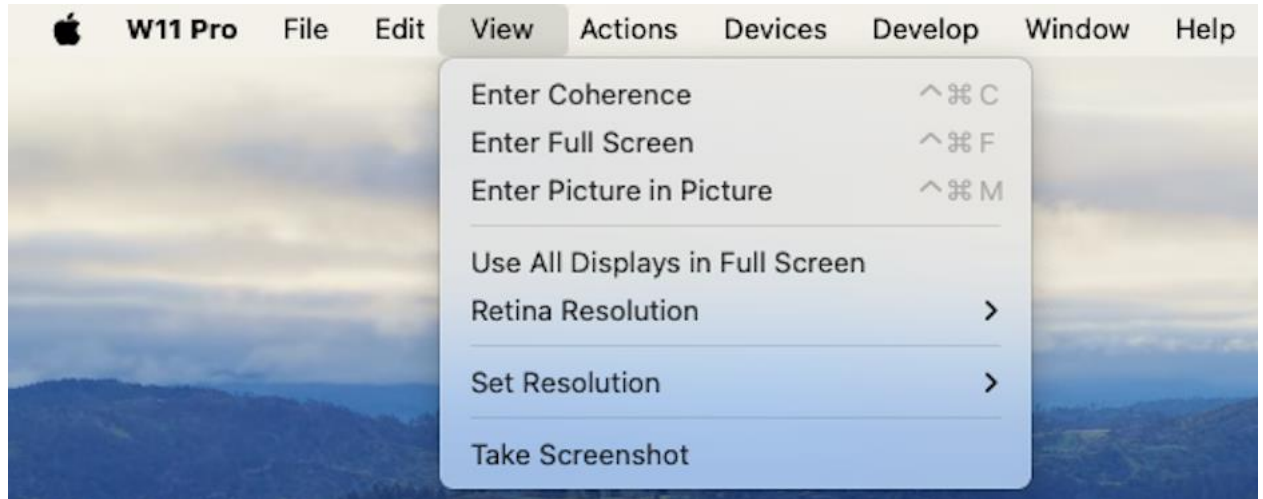 W11 Pro File Edit View Actions Devices Develop Window Help
Enter Coherence ^⌘C
Enter Full Screen ^⌘F
Enter Picture in Picture ^⌘M
Use All Displays in Full Screen
Retina Resolution >
Set Resolution >
Take Screenshot